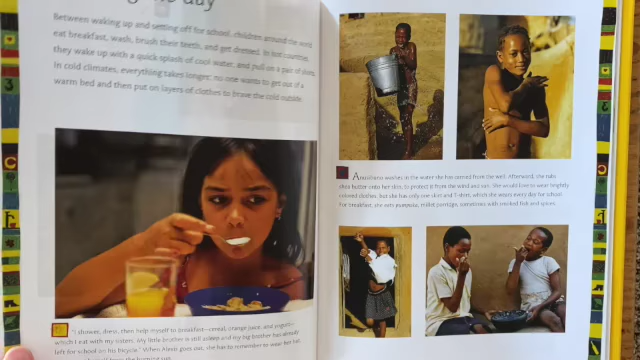 the day
Between waking up and setting off for school, children around the world
eat breakfast, wash, brush their teeth, and get dressed. In hot countries,
they wake up with a quick splash of cool water, and pull on a pair of shorts.
In cold climates, everything takes longer: no one wants to get out of a
warm bed and then put on layers of clothes to brave the cold outside.
"I shower, dress, then help myself to breakfast—cereal, orange juice, and yogurt—
which I eat with my sisters. My little brother is still asleep and my big brother has already
left for school on his bicycle." When goes out, she has to remember to wear her hat
washes in the water she has carried from the well. Afterward, she rubs
shea butter onto her skin, to protect it from the wind and sun. She would love to wear brightly
colored clothes, but she has only one skirt and T-shirt, which she wears every day for school.
For breakfast, she eats millet porridge, sometimes with smoked fish and spices.